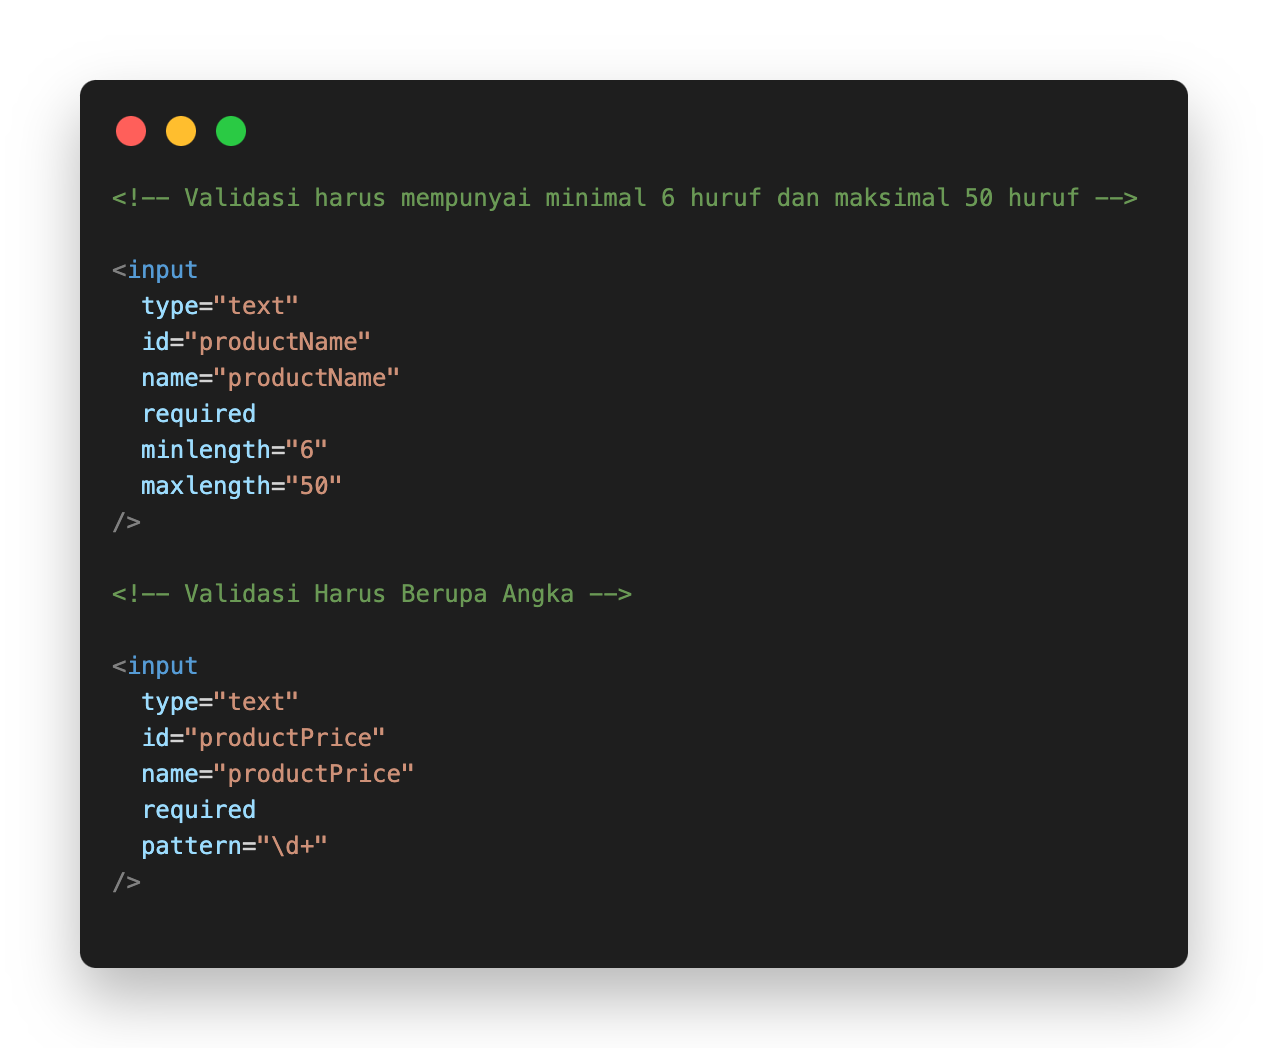 <!-- Validasi harus mempunyai minimal 6 huruf dan maksimal 50 huruf -->
<input
type="text"
id="productName"
name="productName"
required
minlength="6"
maxlength="50"
/>
<!-- Validasi Harus Berupa Angka -->
<input
type="text"
id="productPrice"
name="productPrice"
required
pattern="\d+"
/>